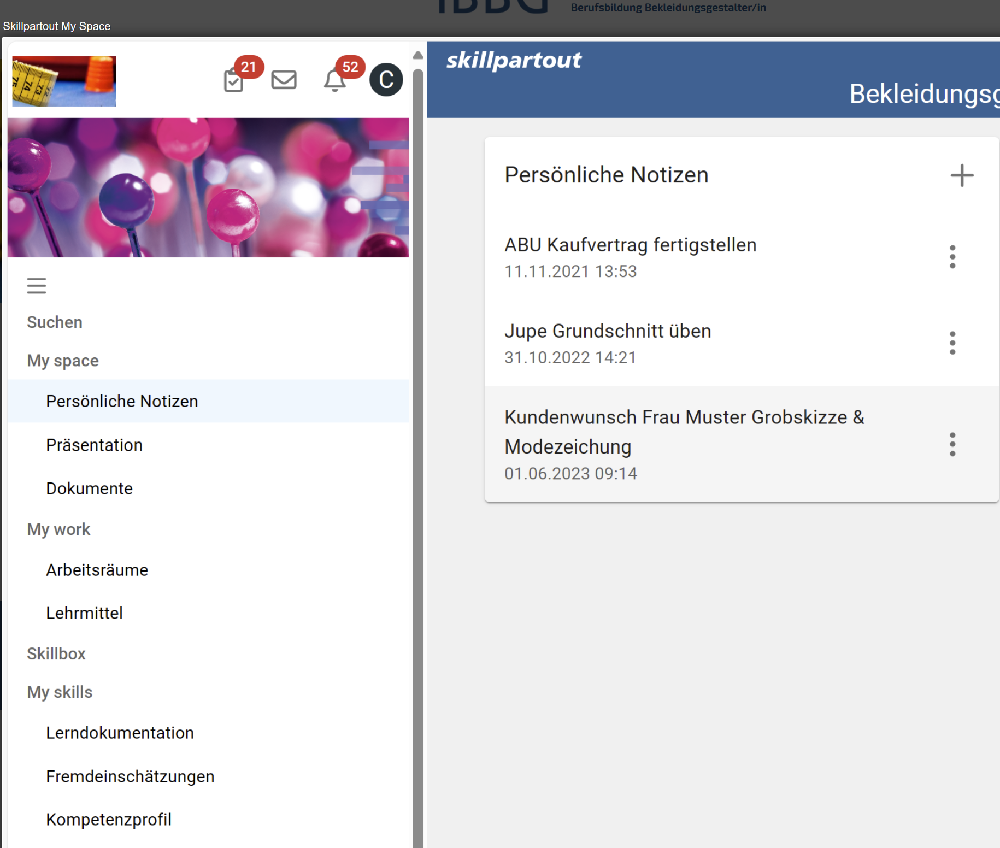 Berufsbildung Bekleidungsgestalter/in
Skillpartout My Space
21
52
C
skillpartout
Persönliche Notizen
ABU Kaufvertrag fertigstellen
11.11.2021 13:53
Jupe Grundschnitt üben
31.10.2022 14:21
Kundenwunsch Frau Muster Grobskizze &
Modezeichung
01.06.2023 09:14
Suchen
My space
Persönliche Notizen
Präsentation
Dokumente
My work
Arbeitsräume
Lehrmittel
Skillbox
My skills
Lerndokumentation
Fremdeinschätzungen
Kompetenzprofil